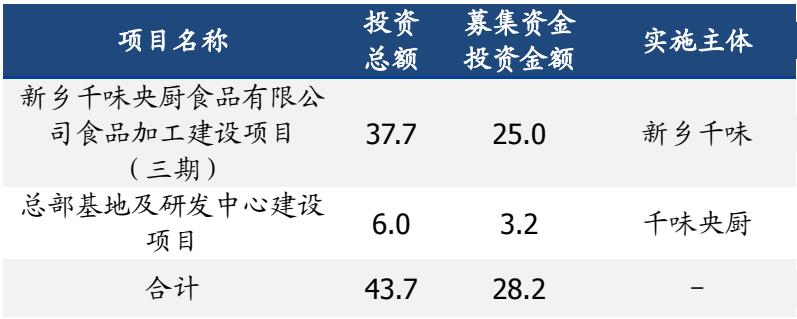 项目名称 投资总额 募集资金投资金额 实施主体
新乡千味央厨食品有限公司食品加工建设项目（三期） 37.7 25.0 新乡千味
总部基地及研发中心建设项目 6.0 3.2 千味央厨
合计 43.7 28.2 -